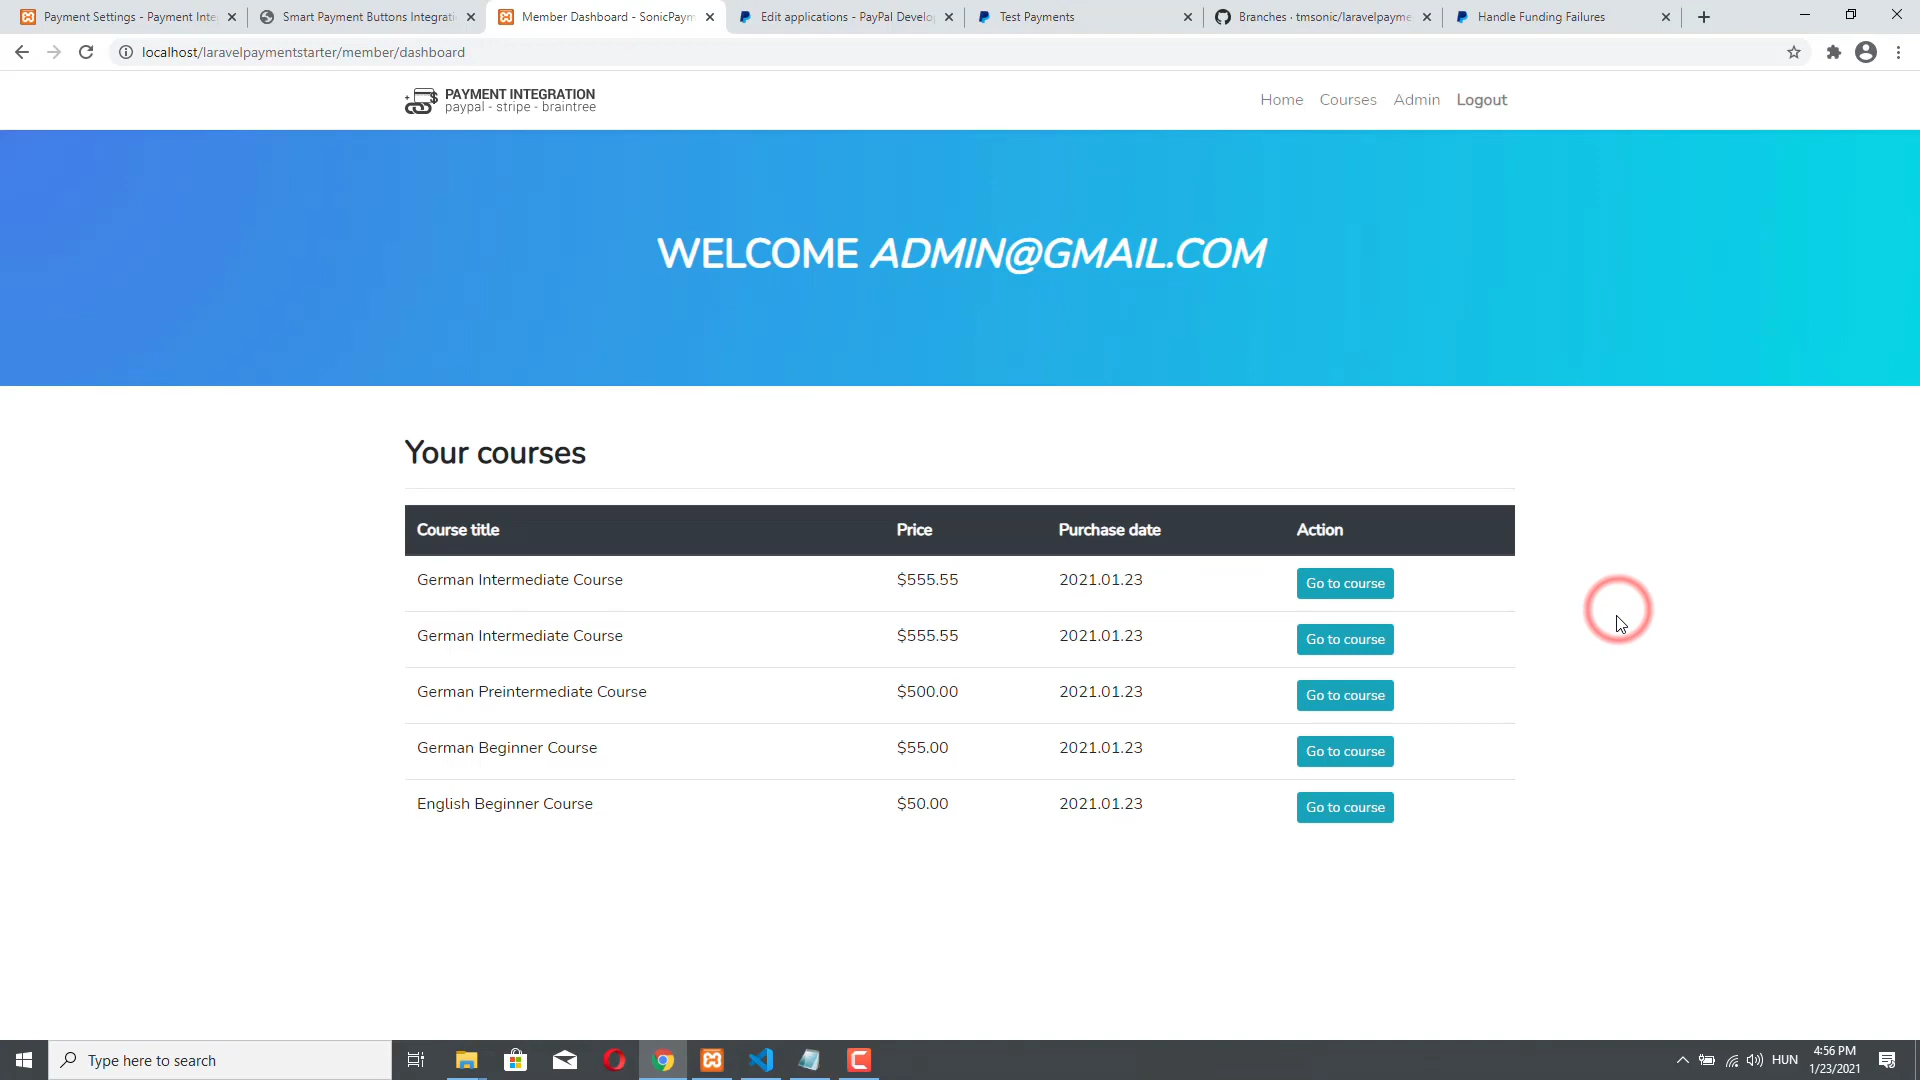 Payment Settings - Payment Inte
Smart Payment Buttons Integrati
Member Dashboard - SonicPaym
Edit applications - PayPal Develo
Test Payments
Branches · tmsonic/laravelpayme
Handle Funding Failures
localhost/laravelpaymentstarter/member/dashboard
PAYMENT INTEGRATION
paypal - stripe - braintree
Home Courses Admin Logout
WELCOME ADMIN@GMAIL.COM
Your courses
Course title Price Purchase date Action
German Intermediate Course $555.55 2021.01.23 Go to course
German Intermediate Course $555.55 2021.01.23 Go to course
German Preintermediate Course $500.00 2021.01.23 Go to course
German Beginner Course $55.00 2021.01.23 Go to course
English Beginner Course $50.00 2021.01.23 Go to course
Type here to search
HUN
4:56 PM
1/23/2021